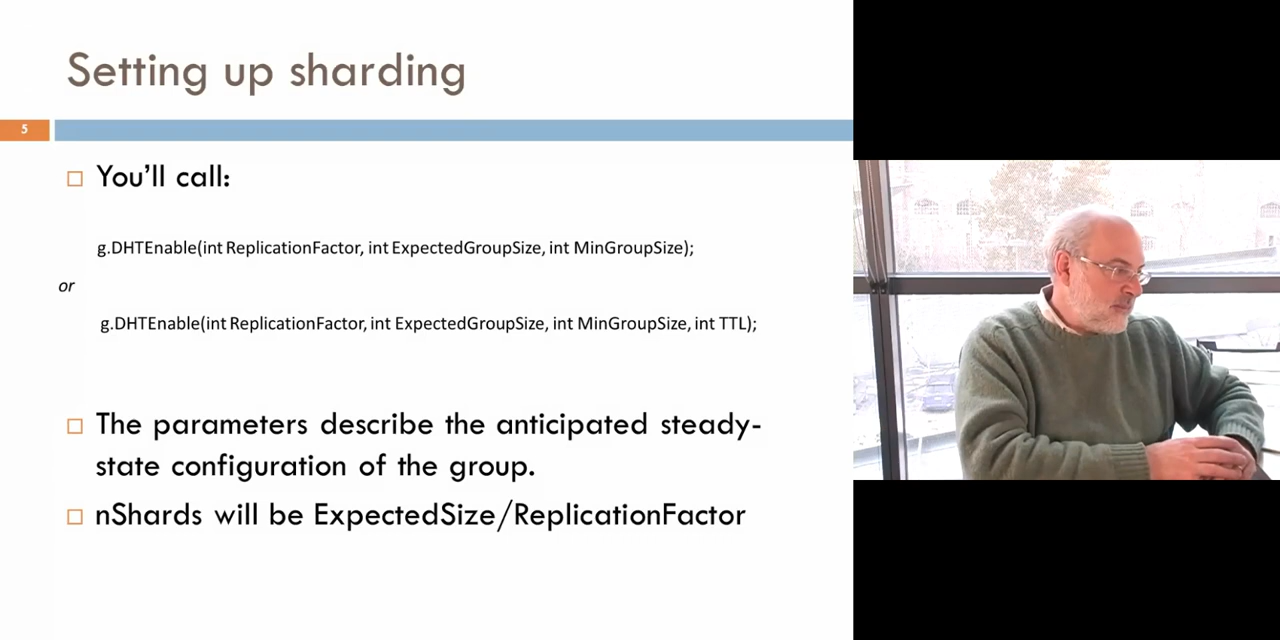 Setting up sharding
5
You'll call:
g.DHTEnable(int ReplicationFactor, int ExpectedGroupSize, int MinGroupSize);
or
g.DHTEnable(int ReplicationFactor, int ExpectedGroupSize, int MinGroupSize, int TTL);
The parameters describe the anticipated steady-
state configuration of the group.
nShards will be ExpectedSize/ReplicationFactor